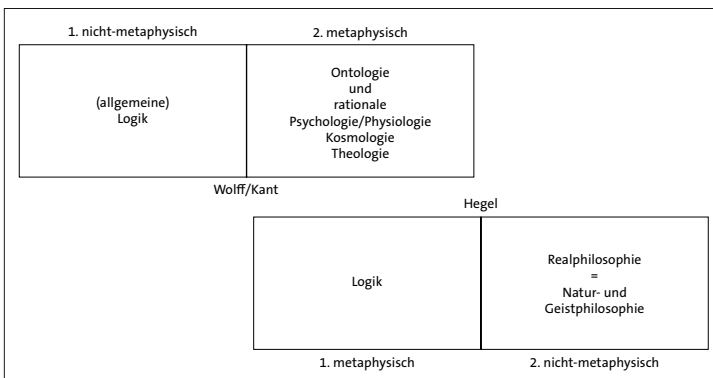 1. nicht-metaphysisch
2. metaphysisch
(allgemeine)
Logik
Ontologie
und
rationale
Psychologie/Physiologie
Kosmologie
Theologie
Wolff/Kant
Hegel
Logik
Realphilosophie
=
Natur- und
Geistphilosophie
1. metaphysisch
2. nicht-metaphysisch